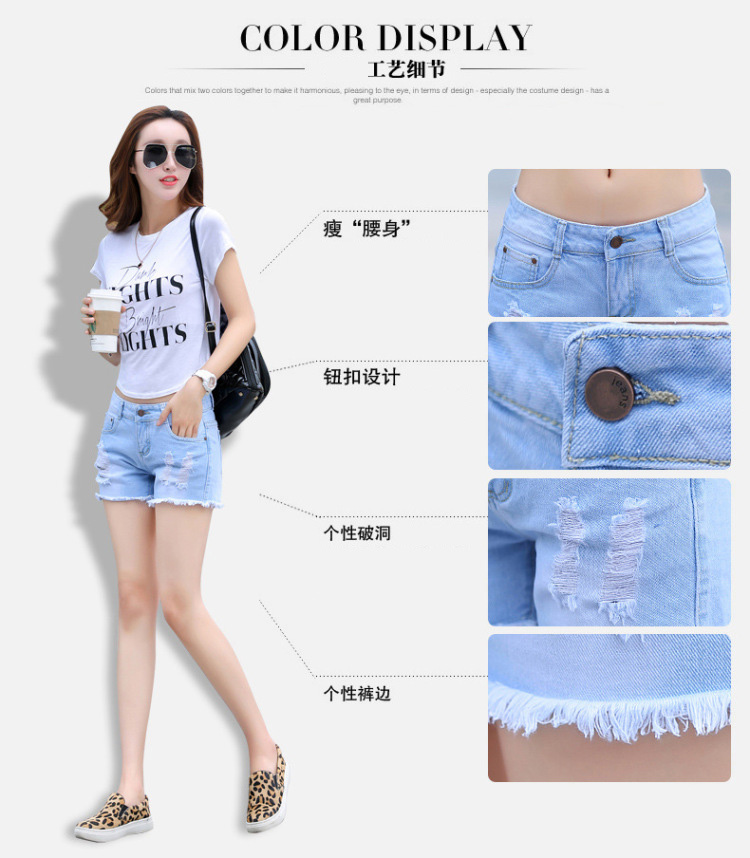 COLOR DISPLAY
工艺细节
Colors that mix two colors together to make it harmonious, pleasing to the eye, in terms of design - especially the costume design - has a
great purpose
瘦“腰身”
钮扣设计
个性破洞
个性裤边
Bright
jeans